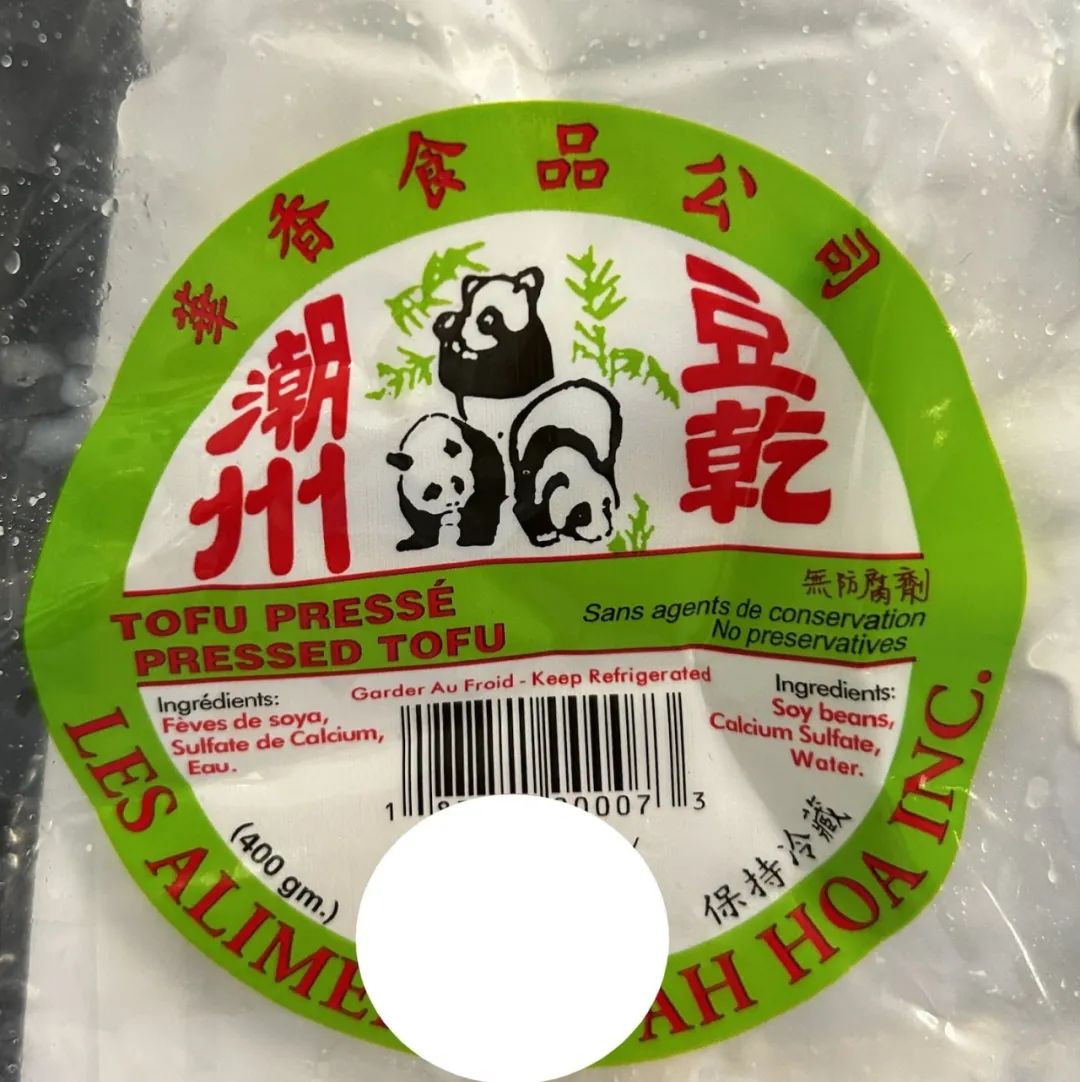 華香食品公司
潮州
豆乾
無防腐劑
TOFU PRESSÉ
PRESSED TOFU
Sans agents de conservation
No preservatives
Garder Au Froid - Keep Refrigerated
Ingrédients:
Fèves de soya,
Sulfate de Calcium,
Eau.
Ingredients:
Soy beans,
Calcium Sulfate,
Water.
(400 gm.)
保持冷藏
LES HOA INC.